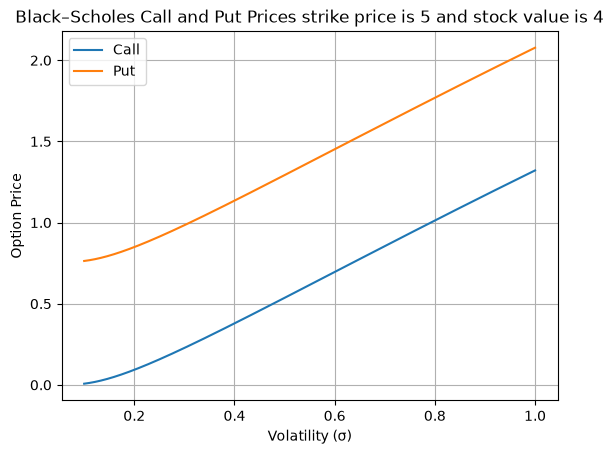 Black–Scholes Call and Put Prices strike price is 5 and stock value is 4
Call
Put
2.0
1.5
1.0
0.5
0.0
Option Price
0.2 0.4 0.6 0.8 1.0
Volatility (σ)